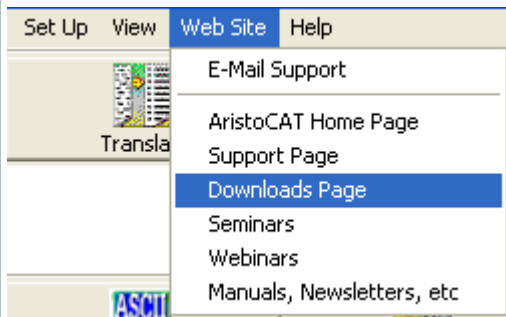 Set Up View Web Site Help
E-Mail Support
AristoCAT Home Page
Transla
Support Page
Downloads Page
Seminars
Webinars
Manuals, Newsletters, etc
ASCII